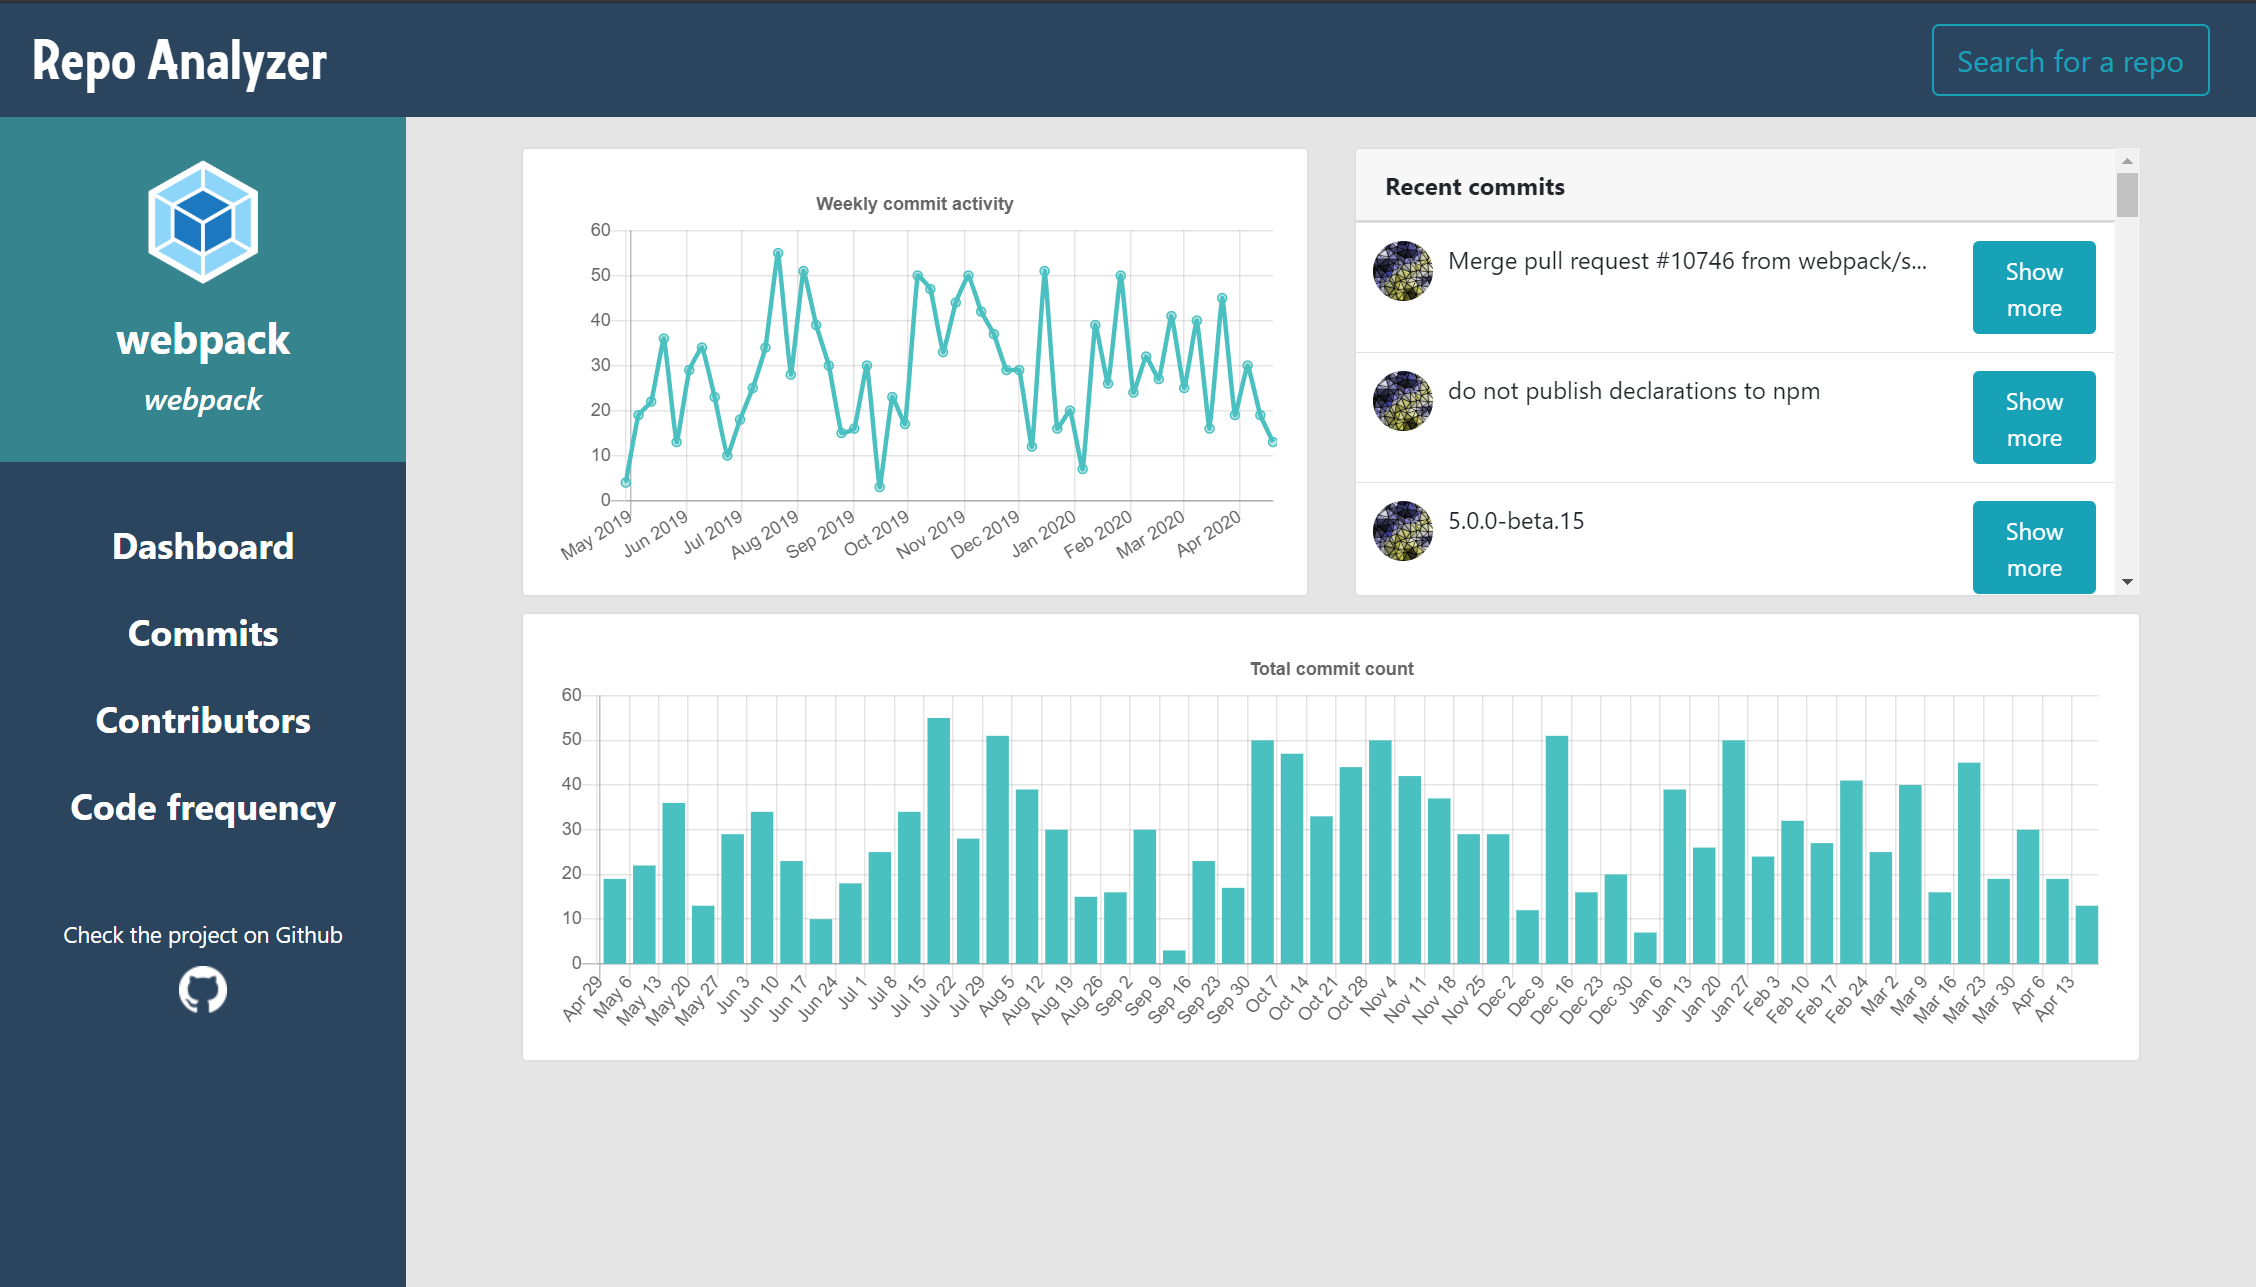 Repo Analyzer
Search for a repo
webpack
webpack
Dashboard
Commits
Contributors
Code frequency
Check the project on Github
Weekly commit activity
60
50
40
30
20
10
0
May 2019
Jun 2019
Jul 2019
Aug 2019
Sep 2019
Oct 2019
Nov 2019
Dec 2019
Jan 2020
Feb 2020
Mar 2020
Apr 2020
Recent commits
Merge pull request #10746 from webpack/s...
Show
more
do not publish declarations to npm
Show
more
5.0.0-beta.15
Show
more
Total commit count
60
50
40
30
20
10
0
Apr 29
May 6
May 13
May 20
May 27
Jun 3
Jun 10
Jun 17
Jun 24
Jul 1
Jul 8
Jul 15
Jul 22
Jul 29
Aug 5
Aug 12
Aug 19
Aug 26
Sep 2
Sep 9
Sep 16
Sep 23
Sep 30
Oct 7
Oct 14
Oct 21
Oct 28
Nov 4
Nov 11
Nov 18
Nov 25
Dec 2
Dec 9
Dec 16
Dec 23
Dec 30
Jan 6
Jan 13
Jan 20
Jan 27
Feb 3
Feb 10
Feb 17
Feb 24
Mar 2
Mar 9
Mar 16
Mar 23
Mar 30
Apr 6
Apr 13